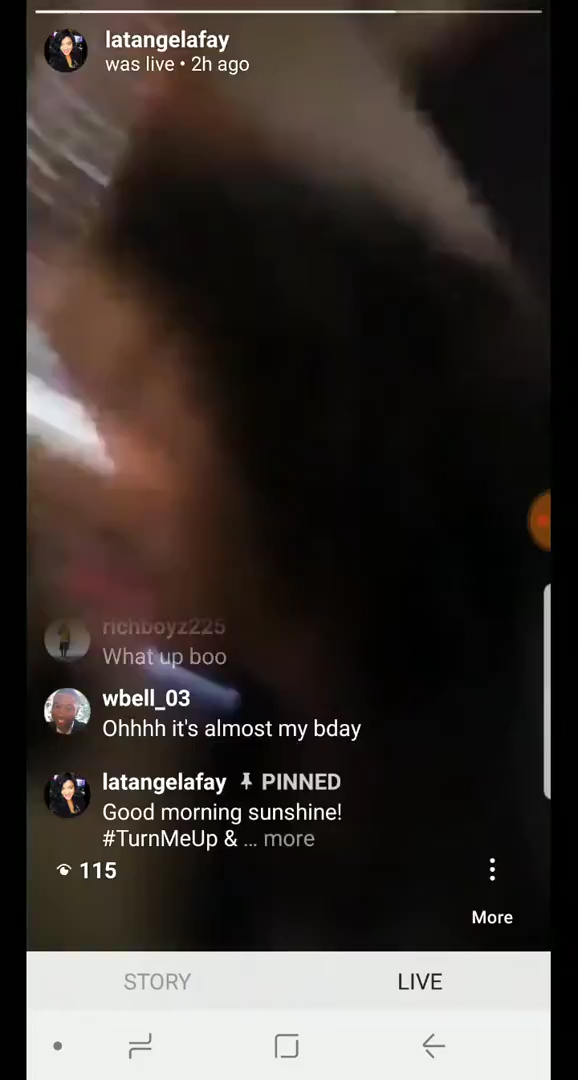 latangelafay
was live • 2h ago
richboyz225
What up boo
wbell_03
Ohhhh it's almost my bday
latangelafay PINNED
Good morning sunshine!
#TurnMeUp & ... more
115
More
STORY LIVE